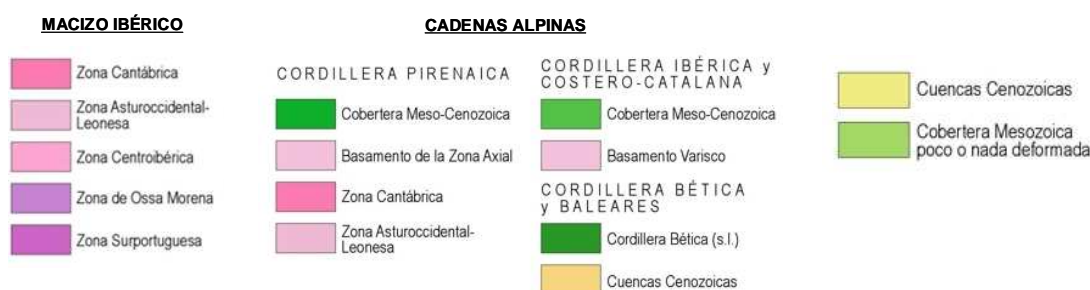 MACIZO IBÉRICO
Zona Cantábrica
Zona Asturoccidental-
Leonesa
Zona Centroibérica
Zona de Ossa Morena
Zona Surportuguesa
CADENAS ALPINAS
CORDILLERA PIRENAICA
Cobertera Meso-Cenozoica
Basamento de la Zona Axial
Zona Cantábrica
Zona Asturoccidental-
Leonesa
CORDILLERA IBÉRICA y
COSTERO-CATALANA
Cobertera Meso-Cenozoica
Basamento Varisco
CORDILLERA BÉTICA
y BALEARES
Cordillera Bética (s.l.)
Cuencas Cenozoicas
Cuencas Cenozoicas
Cobertera Mesozoica
poco o nada deformada